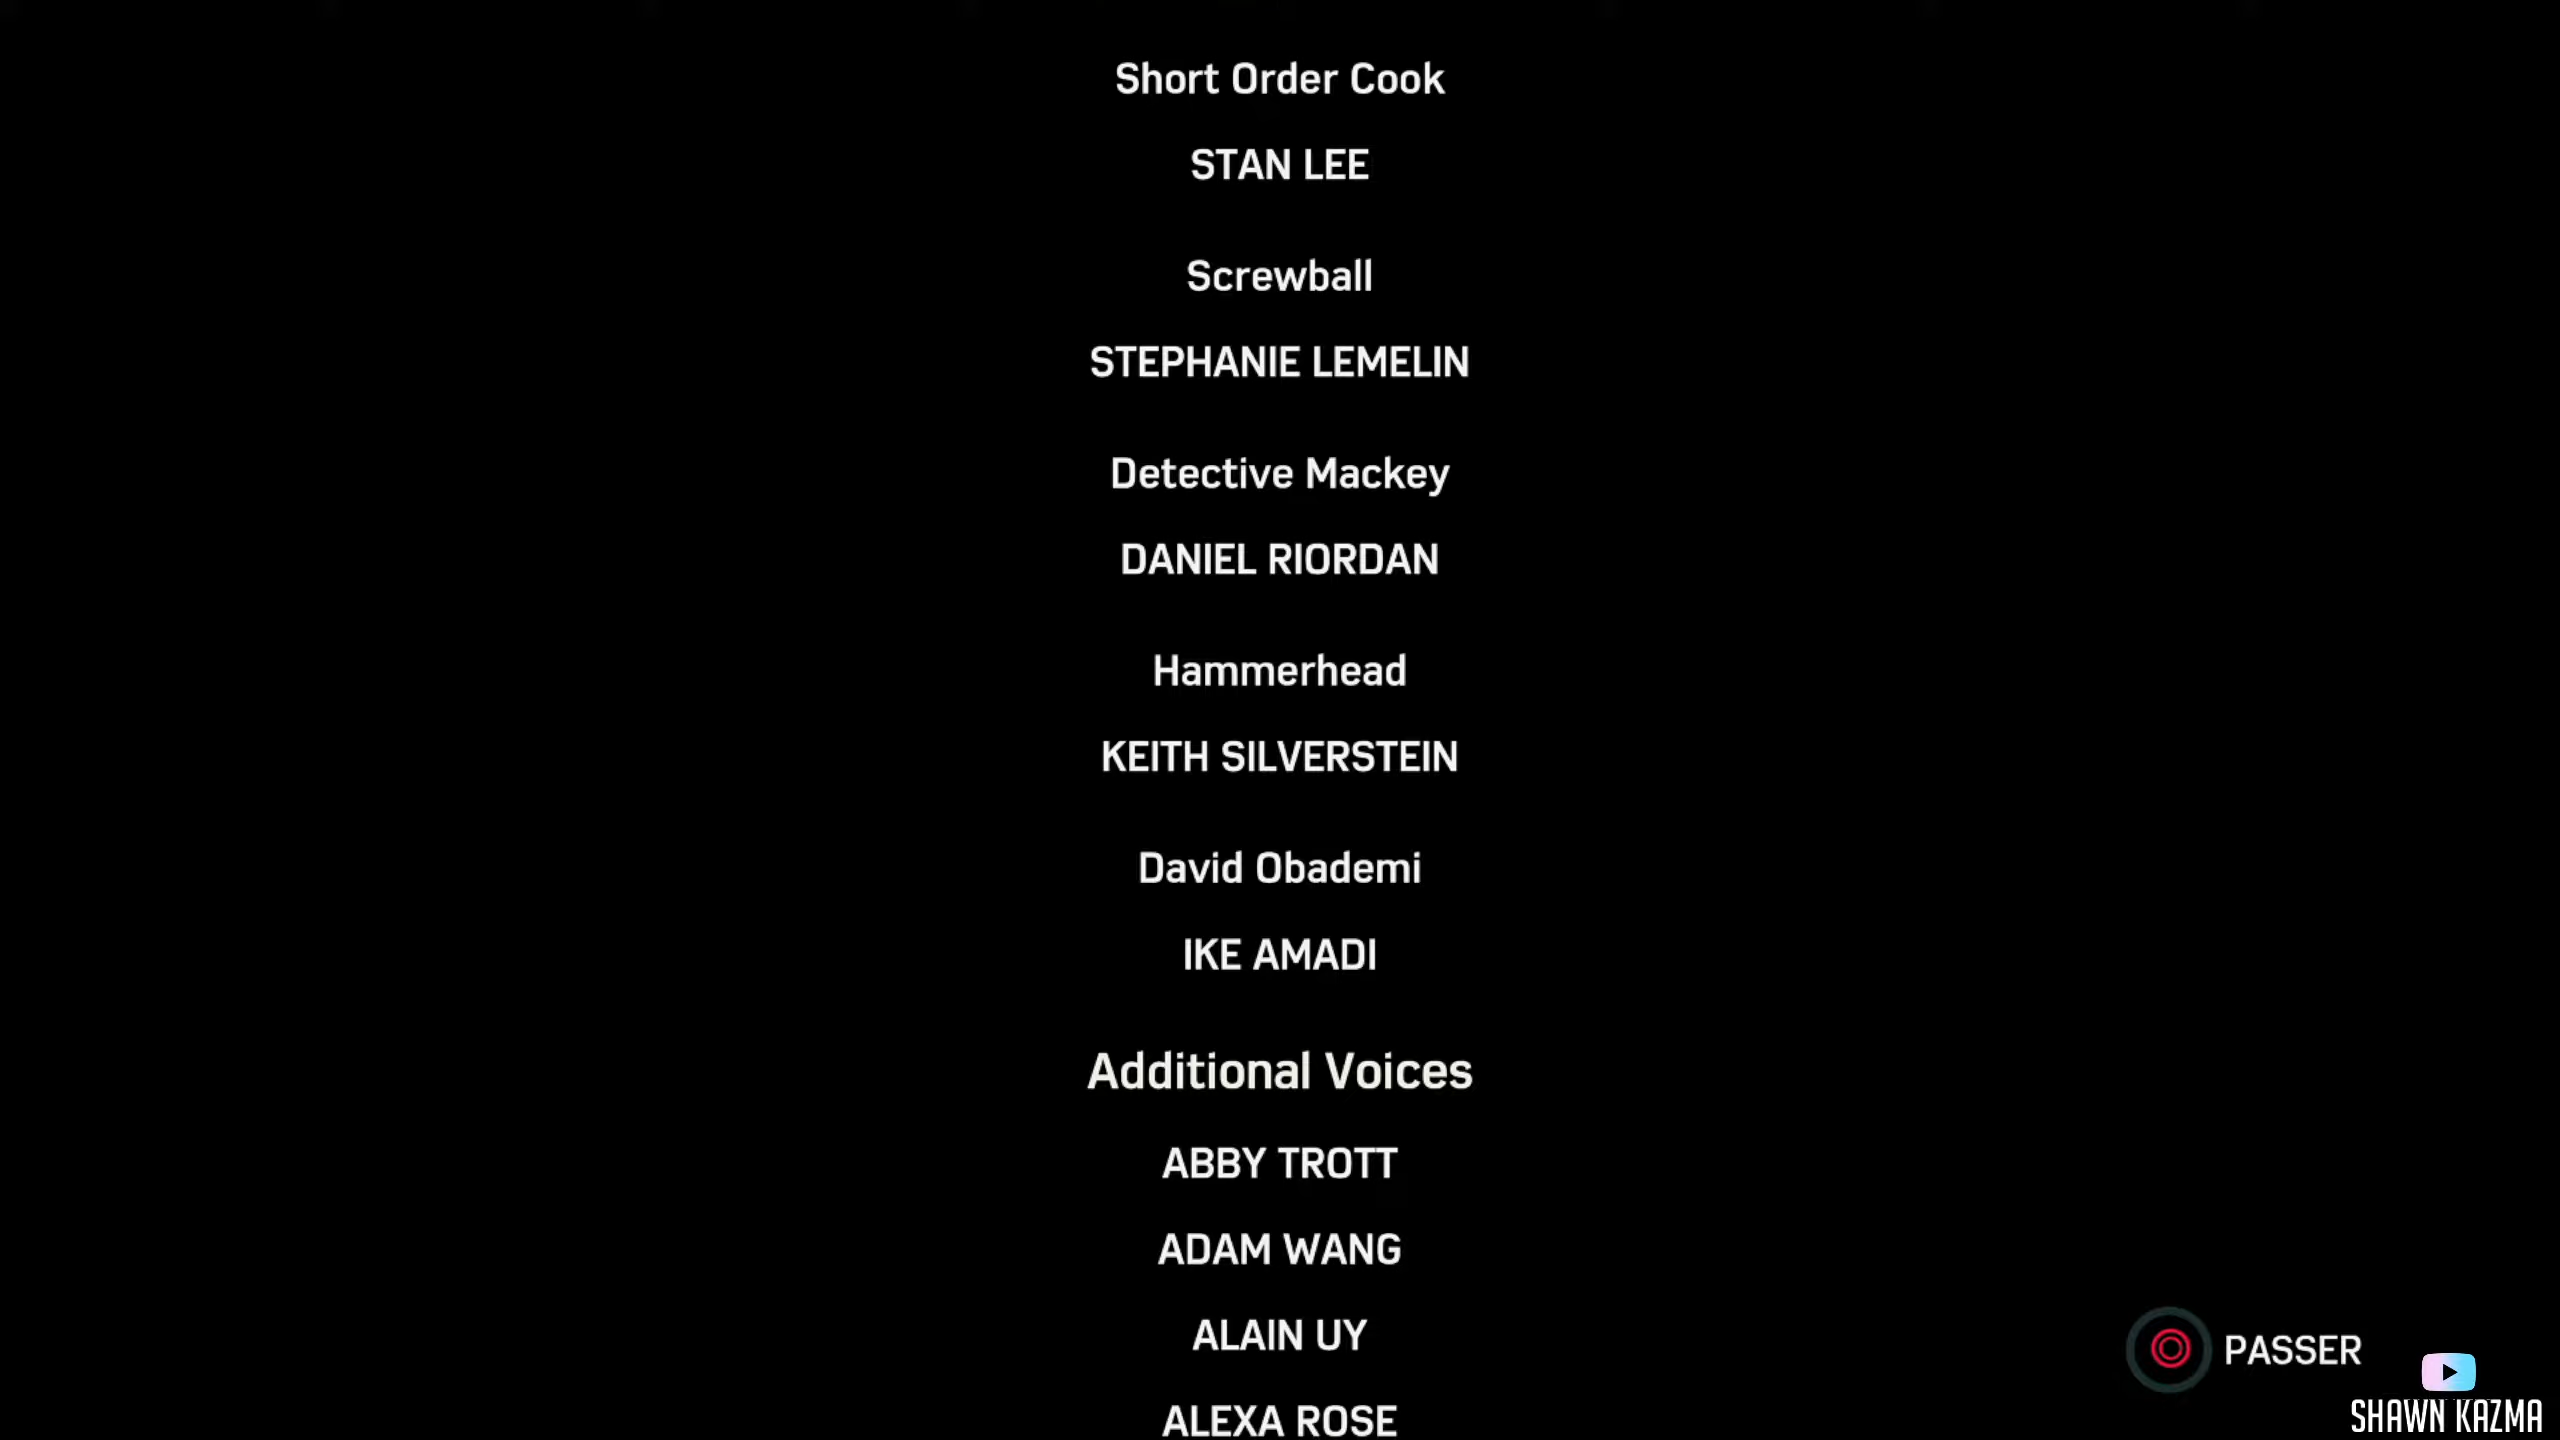 Short Order Cook
STAN LEE
Screwball
STEPHANIE LEMELIN
Detective Mackey
DANIEL RIORDAN
Hammerhead
KEITH SILVERSTEIN
David Obademi
IKE AMADI
Additional Voices
ABBY TROTT
ADAM WANG
ALAIN UY
PASSER
ALEXA ROSE
SHAWN KAZMA